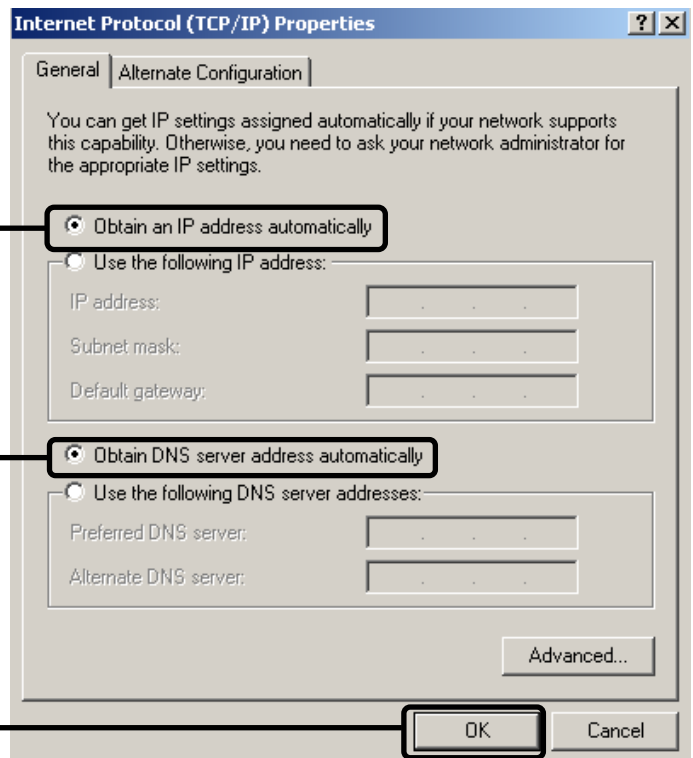 Internet Protocol (TCP/IP) Properties
General
Alternate Configuration
You can get IP settings assigned automatically if your network supports
this capability. Otherwise, you need to ask your network administrator for
the appropriate IP settings.
Obtain an IP address automatically
Use the following IP address:
IP address:
Subnet mask:
Default gateway:
Obtain DNS server address automatically
Use the following DNS server addresses:
Preferred DNS server:
Alternate DNS server:
Advanced...
OK
Cancel